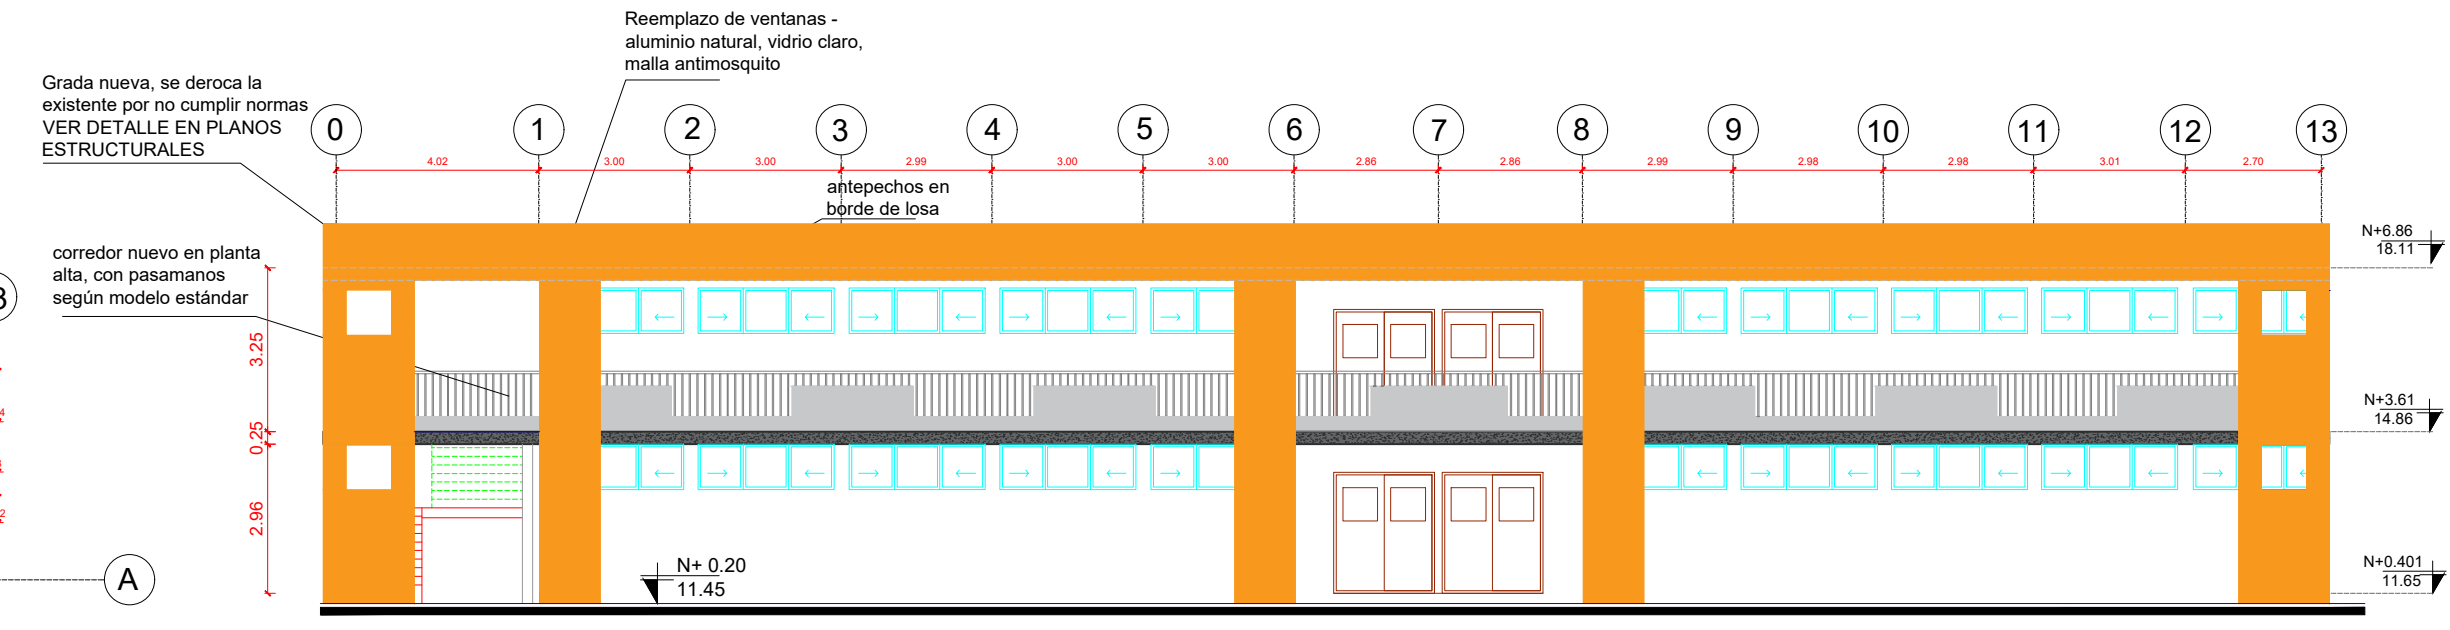 Reemplazo de ventanas -
aluminio natural, vidrio claro,
malla antimosquito
Grada nueva, se deroca la
existente por no cumplir normas
VER DETALLE EN PLANOS
ESTRUCTURALES
0 1 2 3 4 5 6 7 8 9 10 11 12 13
4.02 3.00 3.00 2.99 3.00 3.00 2.86 2.86 2.99 2.98 2.98 3.01 2.70
antepechos en
borde de losa
corredor nuevo en planta
alta, con pasamanos
según modelo estándar
N+6.86
18.11
3.25
N+3.61
14.86
0.25
2.96
N+ 0.20
11.45
N+0.401
11.65
A